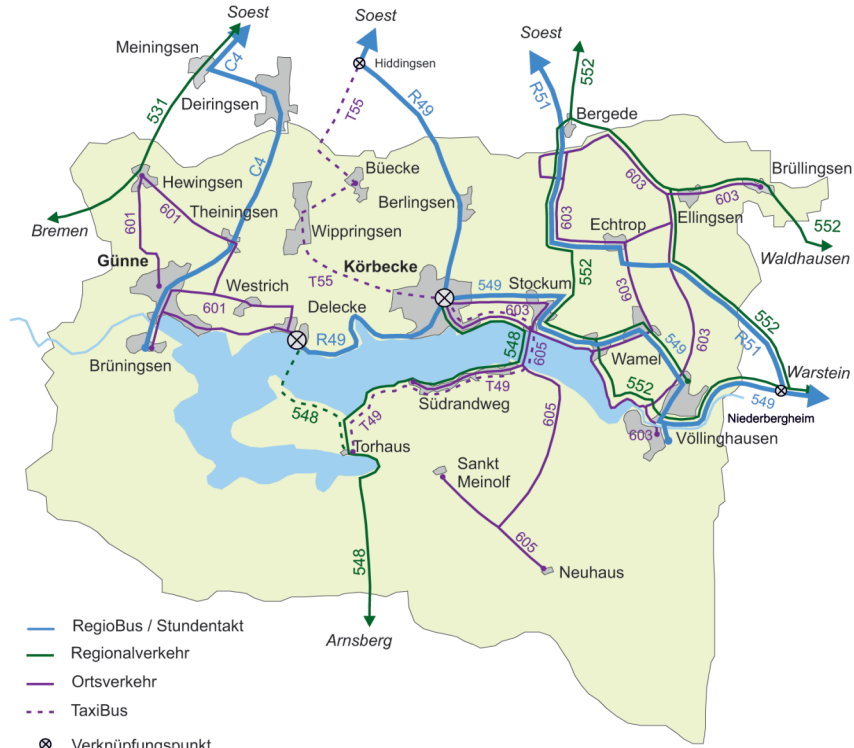 Soest
Soest
Soest
Meiningsen
C4
Hiddingsen
552
R51
Deiringsen
531
T55
R49
Bergede
C4
Büecke
Brüllingsen
Hewingsen
603
603
601
601
Theiningsen
Berlingsen
603
Ellingsen
Echtrop
552
Bremen
Wippringsen
Waldhausen
Günne
T55
Körbecke
552
603
Westrich
549
Stockum
601
Delecke
603
552
R49
548
605
603
549
R51
Brüningsen
Wamel
Warstein
548
T49
552
549
Südrandweg
Niederbergheim
T49
605
603
Völlinghausen
Torhaus
Sankt
Meinolf
605
Neuhaus
548
RegioBus / Stundentakt
Arnsberg
Regionalverkehr
Ortsverkehr
TaxiBus
Verknüpfungspunkt